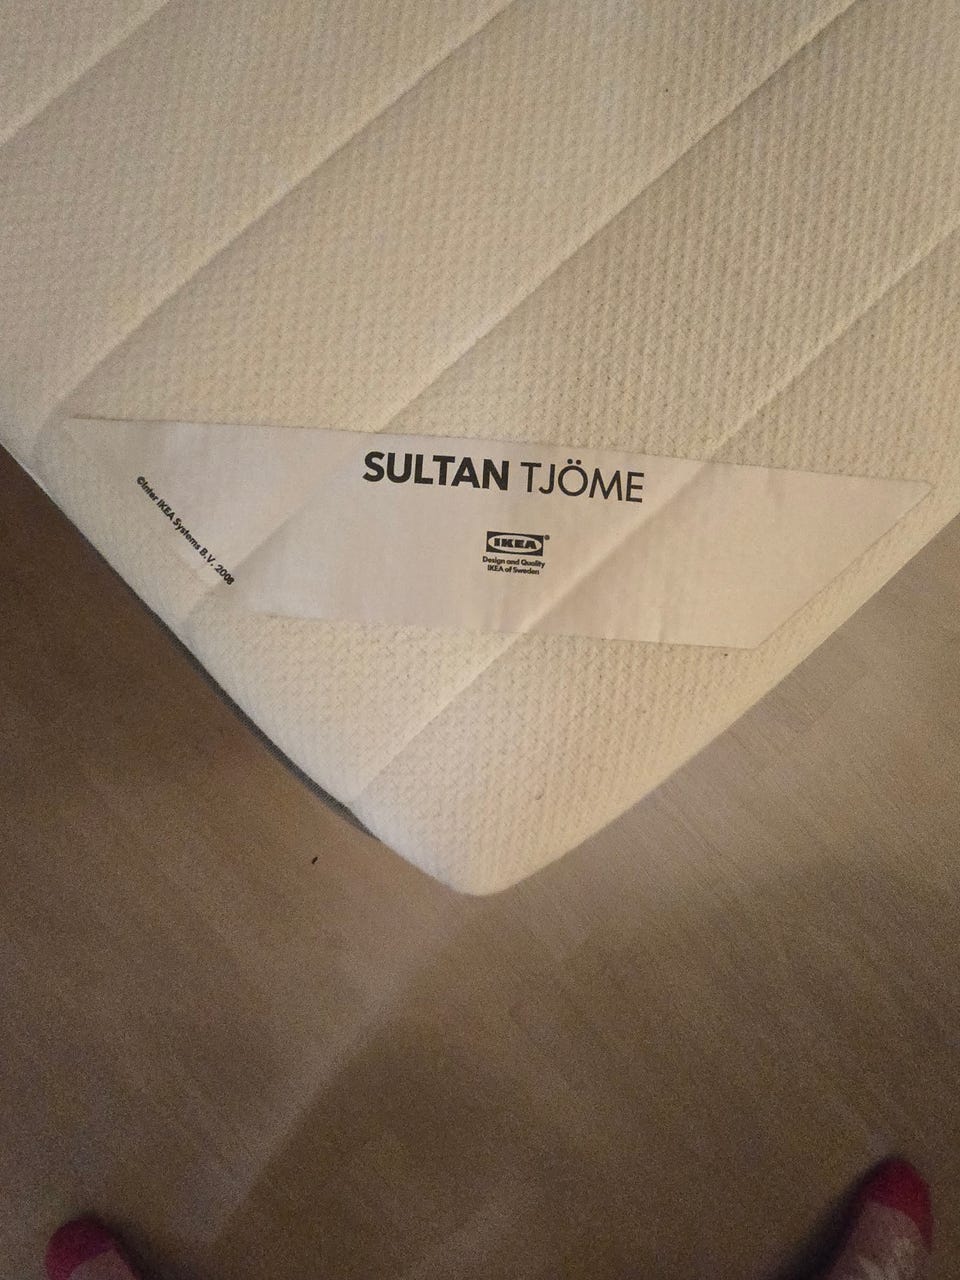 SULTAN TJÖME
©Inter IKEA Systems B.V. 2008
IKEA®
Design and Quality
IKEA of Sweden